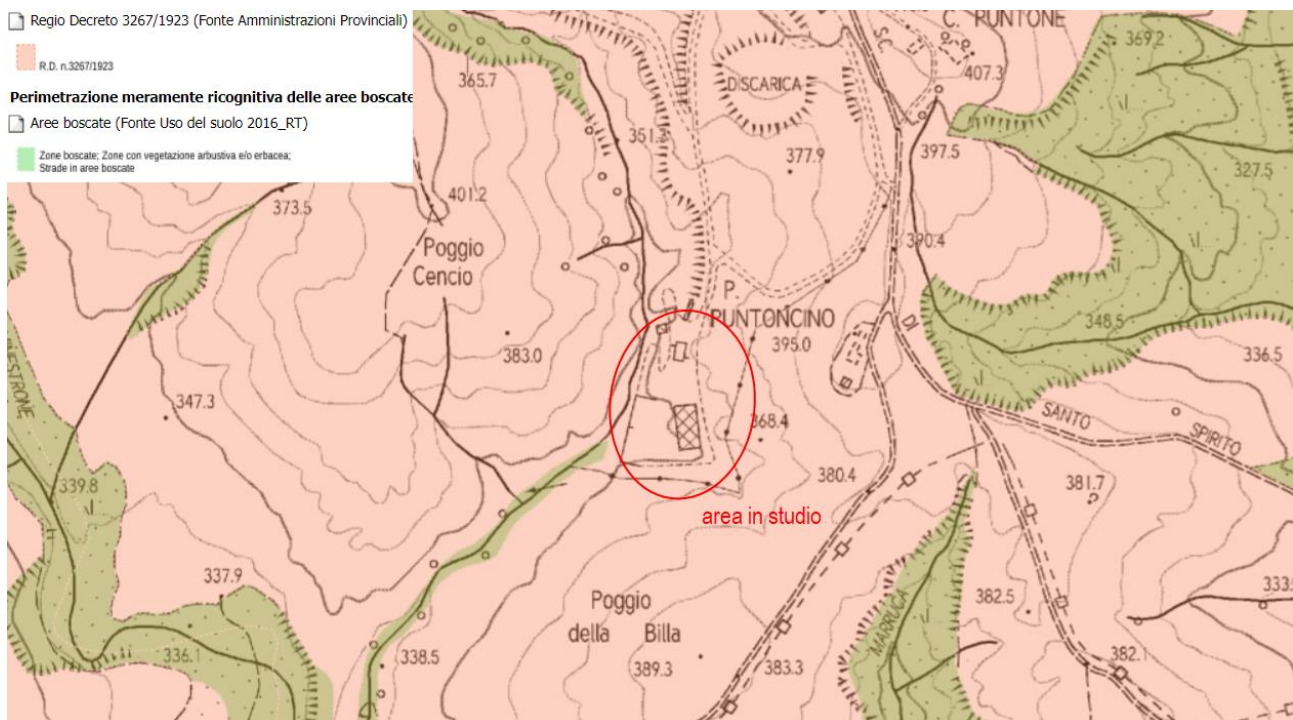 Regio Decreto 3267/1923 (Fonte Amministrazioni Provinciali)
R.D. n.3267/1923
Perimetrazione meramente ricognitiva delle aree boscate
Aree boscate (Fonte Uso del suolo 2016_RT)
Zone boscate; Zone con vegetazione arbustiva e/o erbacea;
Strade in aree boscate
C. PUNTONE
S.C.
369.2
365.7
407.3
DISCARICA
351.2
397.5
377.9
327.5
401.2
373.5
390.4
Poggio
Cencio
P.
PUNTONCINO
348.5
395.0
383.0
336.5
DI
347.3
368.4
SANTO
SPIRITO
380.4
339.8
381.7
area in studio
337.9
Poggio
della Billa
382.5
333.
MARRUCA
336.1
338.5
389.3
383.3
382.1